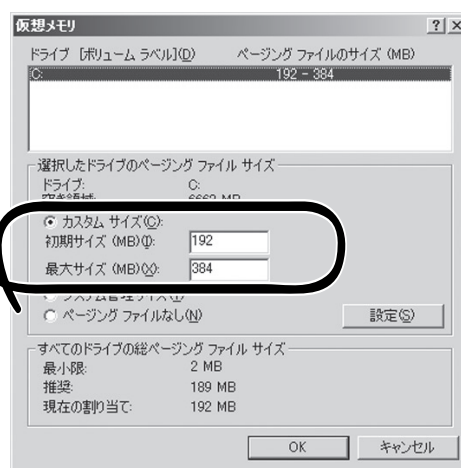 仮想メモリ
ドライブ [ボリューム ラベル](D) ページング ファイルのサイズ (MB)
C: 192 - 384
選択したドライブのページング ファイル サイズ
ドライブ: C:
カスタム サイズ(C):
初期サイズ (MB)(I): 192
最大サイズ (MB)(X): 384
ページング ファイルなし(N)
設定(S)
すべてのドライブの総ページング ファイル サイズ
最小限: 2 MB
推奨: 189 MB
現在の割り当て: 192 MB
OK キャンセル